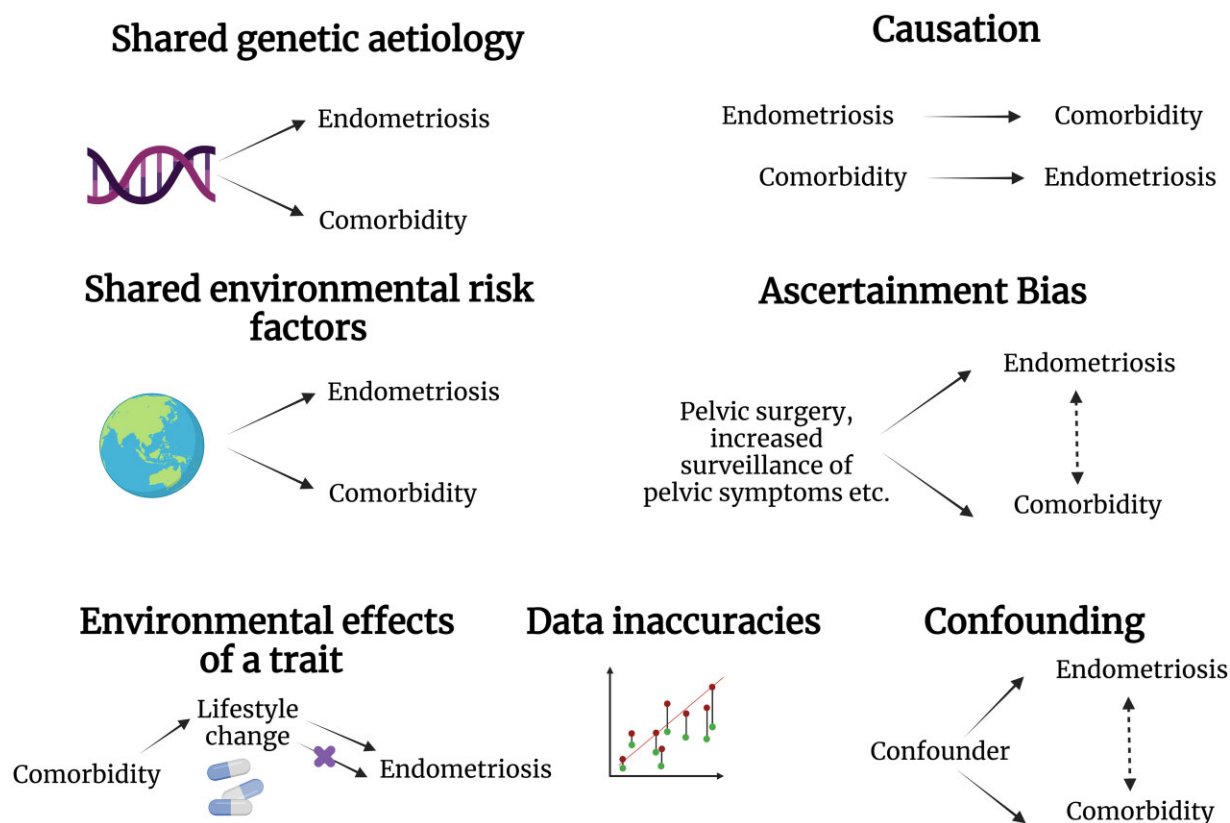 Shared genetic aetiology
Endometriosis
Comorbidity
Causation
Endometriosis
Comorbidity
Comorbidity
Endometriosis
Shared environmental risk
factors
Endometriosis
Comorbidity
Ascertainment Bias
Pelvic surgery,
increased
surveillance of
pelvic symptoms etc.
Endometriosis
Comorbidity
Environmental effects
of a trait
Comorbidity
Lifestyle
change
Endometriosis
Data inaccuracies
Confounding
Confounder
Endometriosis
Comorbidity